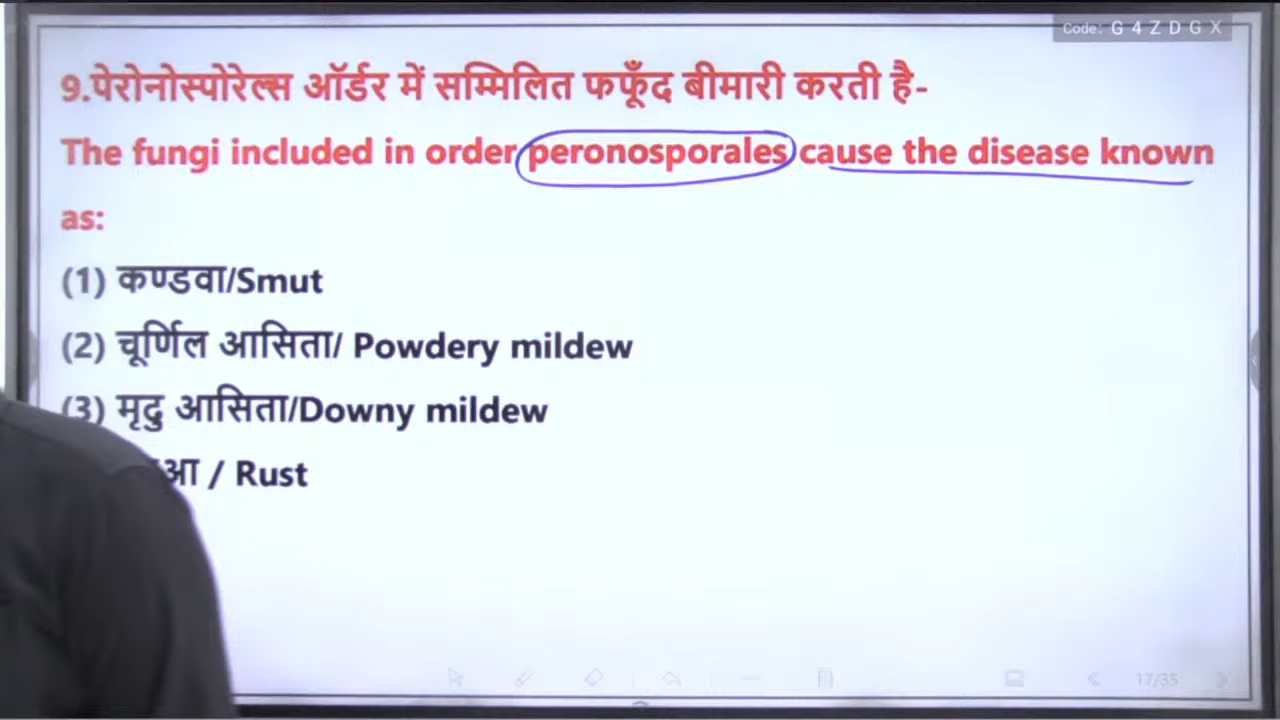 Code: G 4 Z D G X
9.पेरोनोस्पोरेल्स ऑर्डर में सम्मिलित फफूँद बीमारी करती है-
The fungi included in order peronosporales cause the disease known
as:
(1) कण्डवा/Smut
(2) चूर्णिल आसिता/ Powdery mildew
(3) मृदु आसिता/Downy mildew
/ Rust
17/35